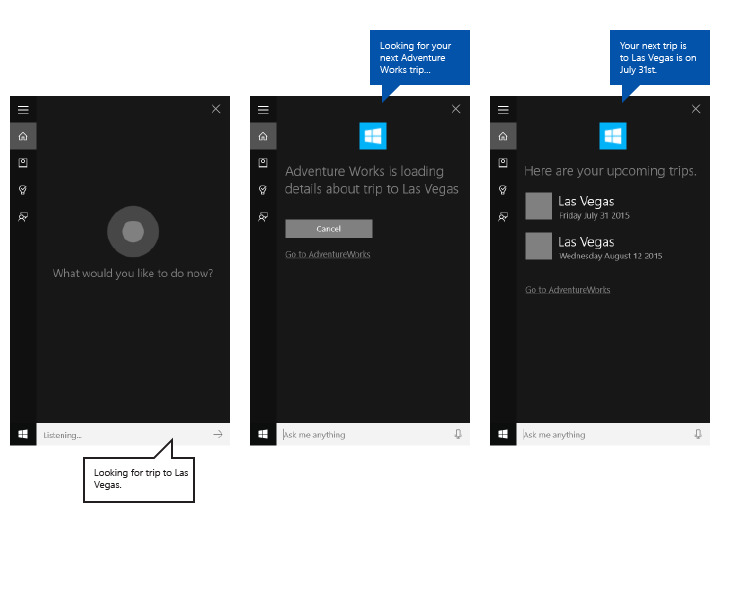 Looking for your
next Adventure
Works trip...
Your next trip is
to Las Vegas is on
July 31st.
What would you like to do now?
Listening...
Looking for trip to Las
Vegas.
Adventure Works is loading
details about trip to Las Vegas
Cancel
Go to AdventureWorks
Ask me anything
Here are your upcoming trips.
Las Vegas
Friday July 31 2015
Las Vegas
Wednesday August 12 2015
Go to AdventureWorks
Ask me anything